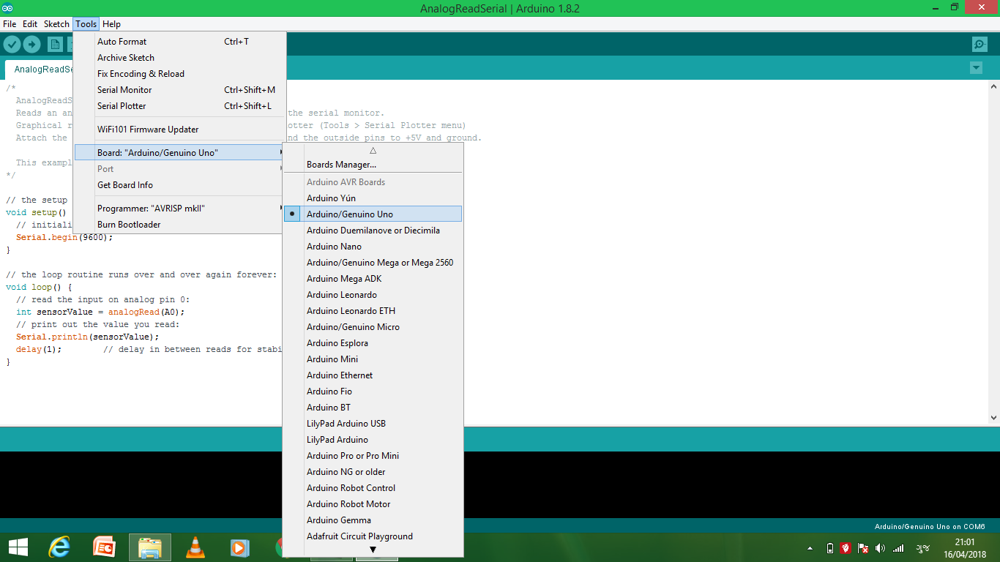 AnalogReadSerial | Arduino 1.8.2
File Edit Sketch Tools Help
AnalogReadSe
Auto Format Ctrl+T
Archive Sketch
Fix Encoding & Reload
Serial Monitor Ctrl+Shift+M
Serial Plotter Ctrl+Shift+L
WiFi101 Firmware Updater
Board: "Arduino/Genuino Uno"
Port
Get Board Info
Programmer: "AVRISP mkII"
Burn Bootloader
Boards Manager...
Arduino AVR Boards
Arduino Yún
Arduino/Genuino Uno
Arduino Duemilanove or Diecimila
Arduino Nano
Arduino/Genuino Mega or Mega 2560
Arduino Mega ADK
Arduino Leonardo
Arduino Leonardo ETH
Arduino/Genuino Micro
Arduino Esplora
Arduino Mini
Arduino Ethernet
Arduino Fio
Arduino BT
LilyPad Arduino USB
LilyPad Arduino
Arduino Pro or Pro Mini
Arduino NG or older
Arduino Robot Control
Arduino Robot Motor
Arduino Gemma
Adafruit Circuit Playground
/*
AnalogReadS
Reads an an the serial monitor.
Graphical r otter (Tools > Serial Plotter menu)
Attach the nd the outside pins to +5V and ground.
This exampl
*/
// the setup
void setup()
// initiali
Serial.begin(9600);
}
// the loop routine runs over and over again forever:
void loop() {
// read the input on analog pin 0:
int sensorValue = analogRead(A0);
// print out the value you read:
Serial.println(sensorValue);
delay(1); // delay in between reads for stabi
}
Arduino/Genuino Uno on COM6
ગુજ
21:01
16/04/2018